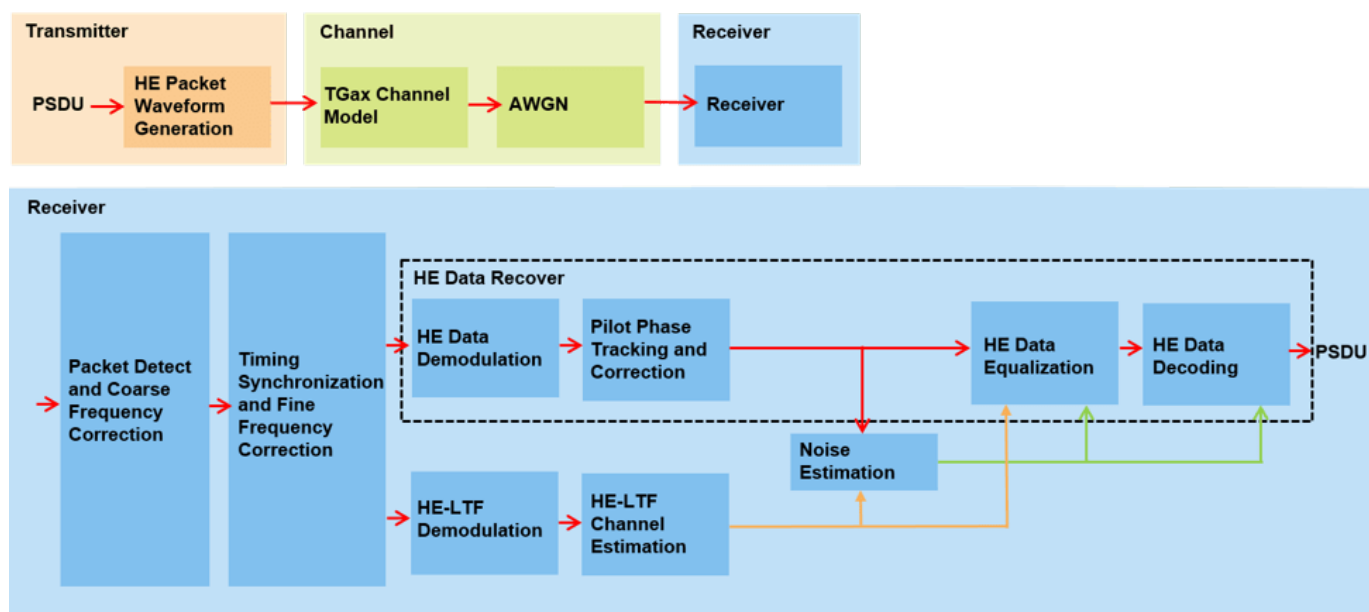 Transmitter
PSDU
HE Packet
Waveform
Generation
Channel
TGax Channel
Model
AWGN
Receiver
Receiver
Receiver
Packet Detect
and Coarse
Frequency
Correction
Timing
Synchronization
and Fine
Frequency
Correction
HE Data Recover
HE Data
Demodulation
Pilot Phase
Tracking and
Correction
HE Data
Equalization
HE Data
Decoding
PSDU
Noise
Estimation
HE-LTF
Demodulation
HE-LTF
Channel
Estimation